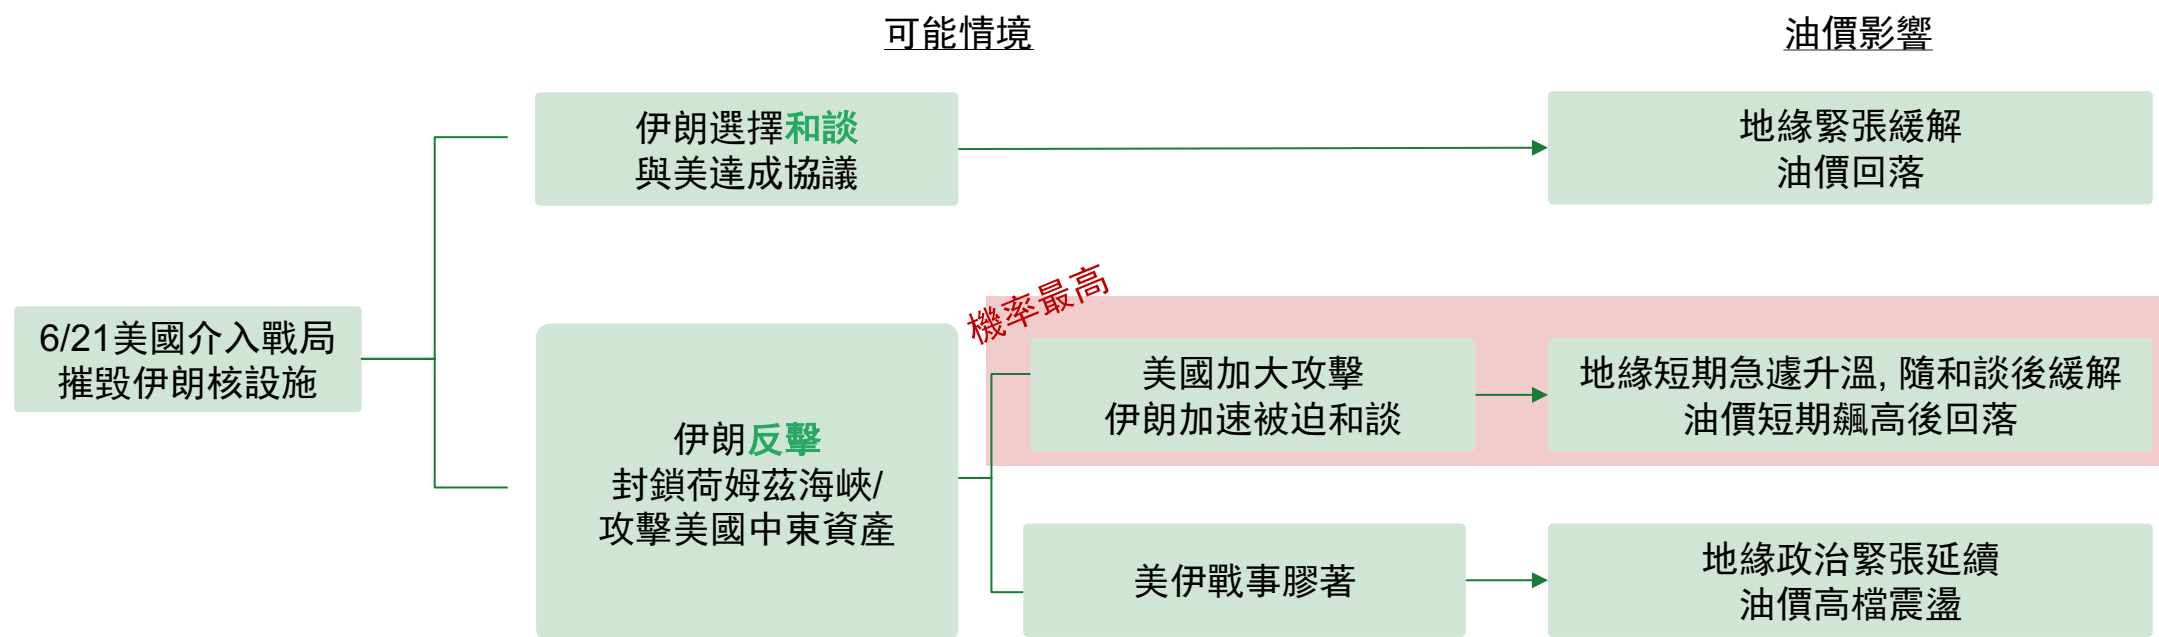 可能情境
油價影響
伊朗選擇和談
與美達成協議
地緣緊張緩解
油價回落
6/21美國介入戰局
摧毀伊朗核設施
伊朗反擊
封鎖荷姆茲海峽/
攻擊美國中東資產
機率最高
美國加大攻擊
伊朗加速被迫和談
地緣短期急遽升溫, 隨和談後緩解
油價短期飆高後回落
美伊戰事膠著
地緣政治緊張延續
油價高檔震盪